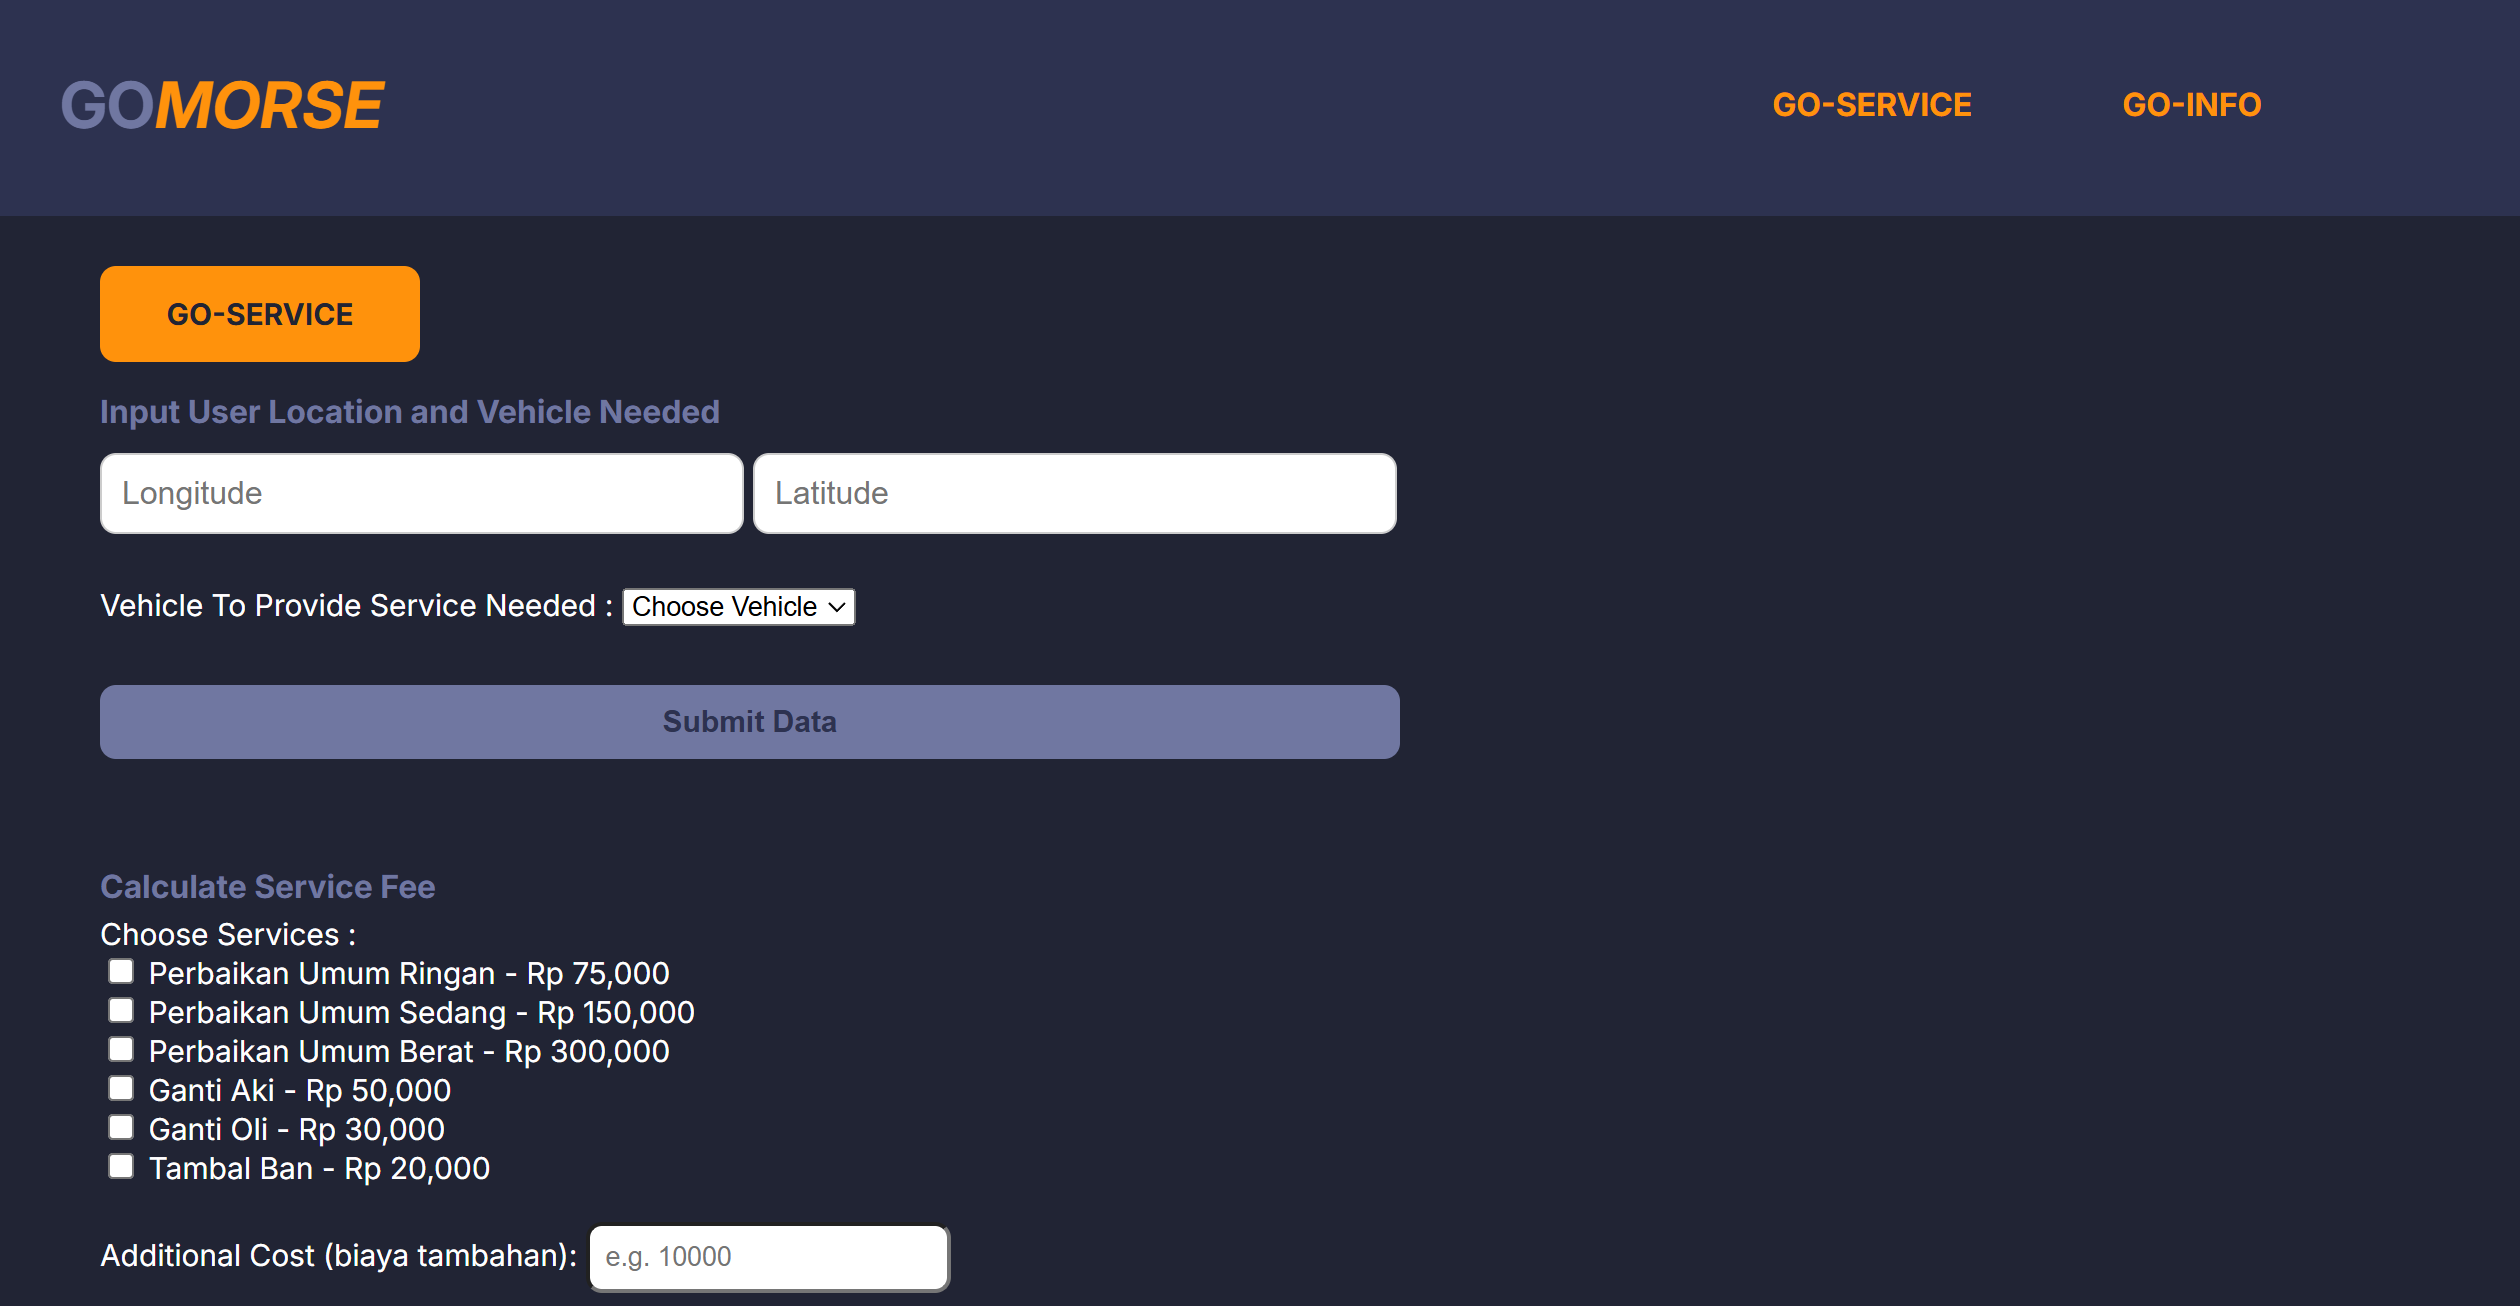 GOMORSE
GO-SERVICE
GO-INFO
GO-SERVICE
Input User Location and Vehicle Needed
Longitude
Latitude
Vehicle To Provide Service Needed : Choose Vehicle
Submit Data
Calculate Service Fee
Choose Services :
Perbaikan Umum Ringan - Rp 75,000
Perbaikan Umum Sedang - Rp 150,000
Perbaikan Umum Berat - Rp 300,000
Ganti Aki - Rp 50,000
Ganti Oli - Rp 30,000
Tambal Ban - Rp 20,000
Additional Cost (biaya tambahan): e.g. 10000